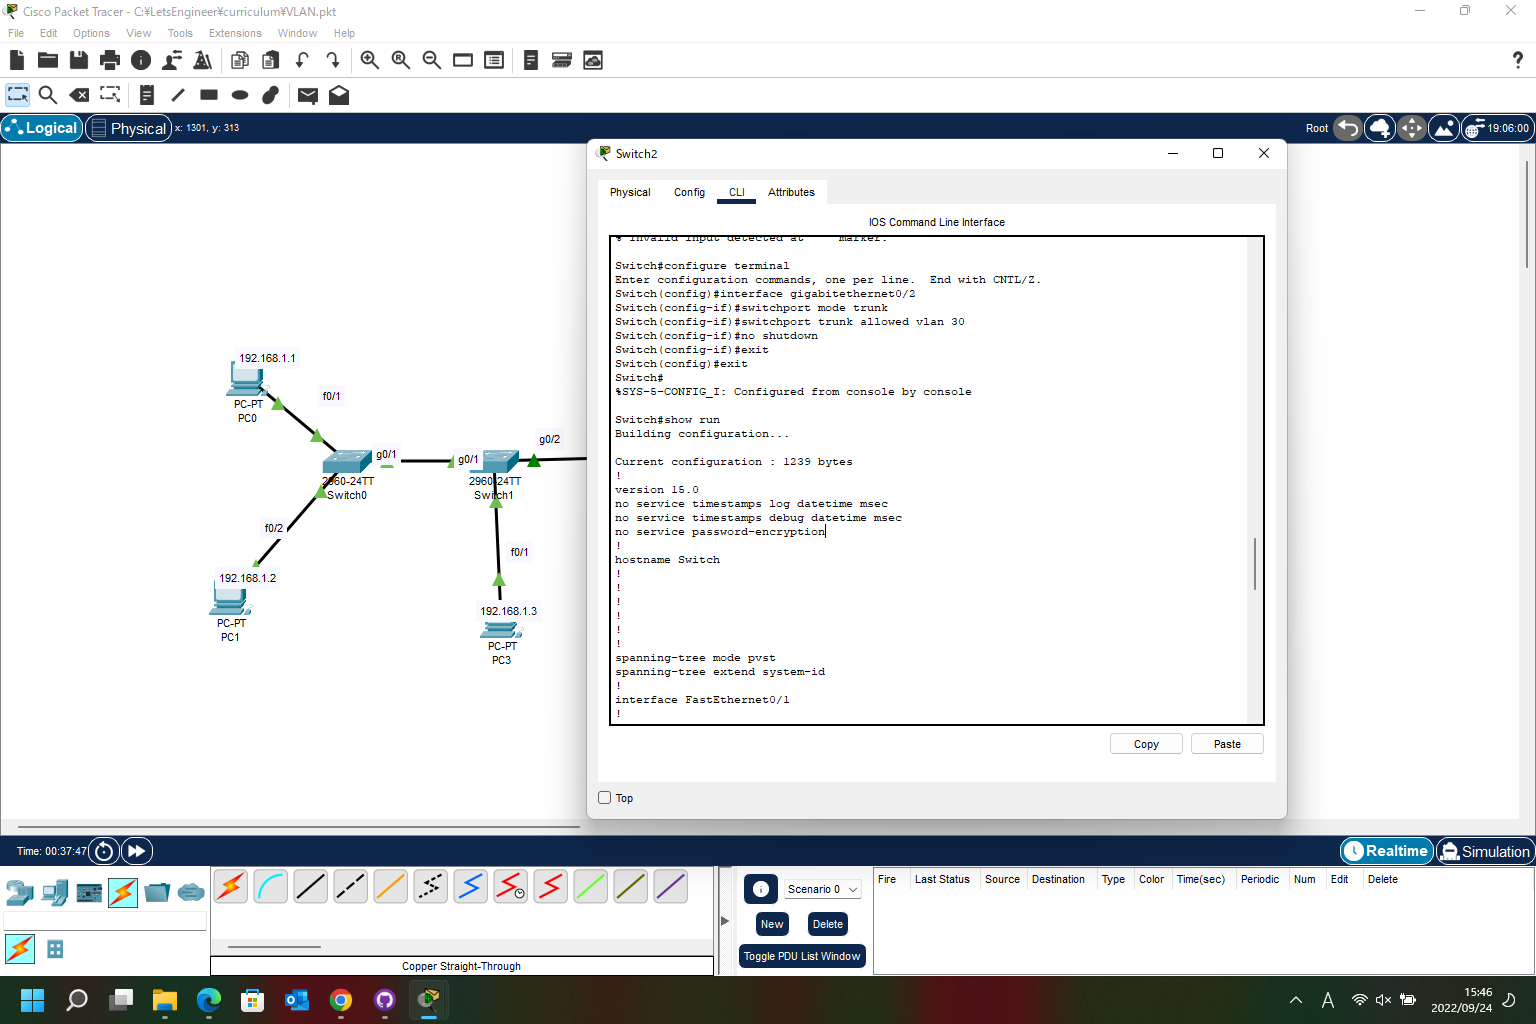 Cisco Packet Tracer - C:¥LetsEngineer¥curriculum¥VLAN.pkt
File Edit Options View Tools Extensions Window Help
Logical Physical x: 1301, y: 313 Root 19:06:00
Switch2
Physical Config CLI Attributes
IOS Command Line Interface
% Invalid input detected at marker.
Switch#configure terminal
Enter configuration commands, one per line. End with CNTL/Z.
Switch(config)#interface gigabitethernet0/2
Switch(config-if)#switchport mode trunk
Switch(config-if)#switchport trunk allowed vlan 30
Switch(config-if)#no shutdown
Switch(config-if)#exit
Switch(config)#exit
Switch#
%SYS-5-CONFIG_I: Configured from console by console
Switch#show run
Building configuration...
Current configuration : 1239 bytes
!
version 15.0
no service timestamps log datetime msec
no service timestamps debug datetime msec
no service password-encryption
!
hostname Switch
!
!
!
!
!
!
spanning-tree mode pvst
spanning-tree extend system-id
!
interface FastEthernet0/1
!
Copy Paste
Top
192.168.1.1
PC-PT
PC0
f0/1
g0/1
2960-24TT
Switch0
g0/1
g0/2
2960-24TT
Switch1
f0/2
192.168.1.2
PC-PT
PC1
f0/1
192.168.1.3
PC-PT
PC3
Time: 00:37:47 Realtime Simulation
Scenario 0
New Delete
Toggle PDU List Window
Fire Last Status Source Destination Type Color Time(sec) Periodic Num Edit Delete
Copper Straight-Through
A
15:46
2022/09/24